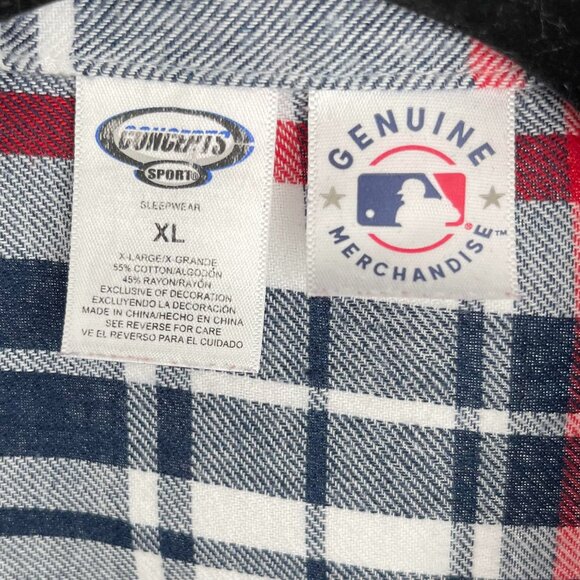 CONCEPTS
SPORT
SLEEPWEAR
XL
X-LARGE/X-GRANDE
55% COTTON/ALGODÓN
45% RAYON/RAYÓN
EXCLUSIVE OF DECORATION
EXCLUYENDO LA DECORACIÓN
MADE IN CHINA/HECHO EN CHINA
SEE REVERSE FOR CARE
VE EL REVERSO PARA EL CUIDADO
GENUINE
®
MERCHANDISE™